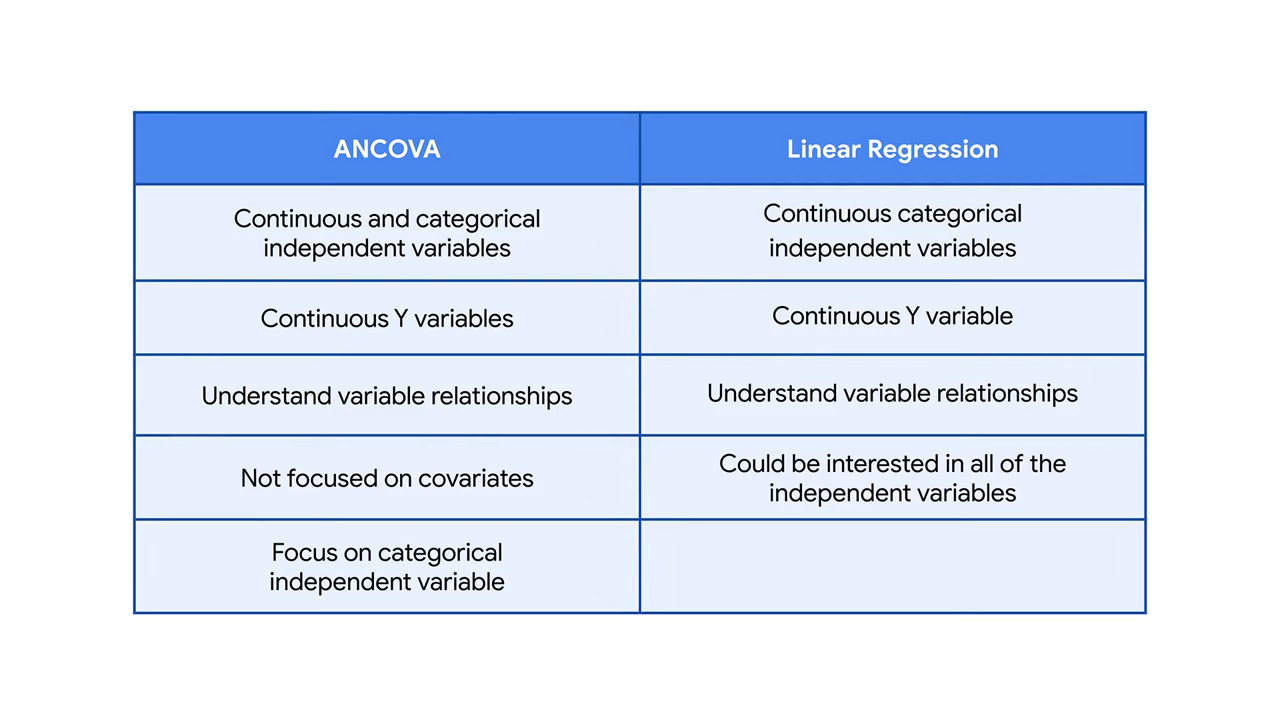 ANCOVA
Linear Regression
Continuous and categorical
independent variables
Continuous categorical
independent variables
Continuous Y variables
Continuous Y variable
Understand variable relationships
Understand variable relationships
Not focused on covariates
Could be interested in all of the
independent variables
Focus on categorical
independent variable